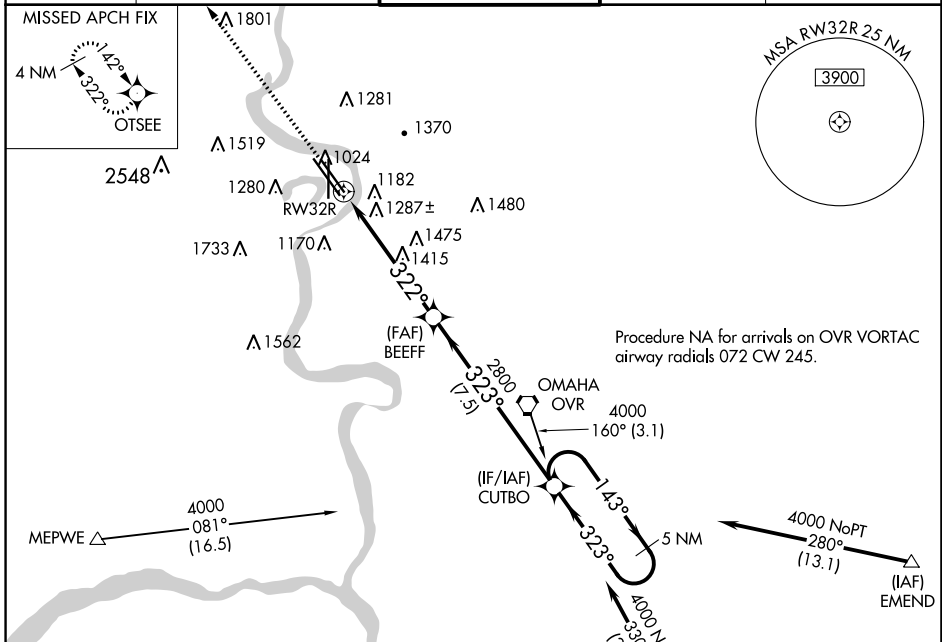 MISSED APCH FIX
4 NM
142°
322°
OTSEE
1801
1281
1370
1519
2548
1024
1280
1182
RW32R
1287±
1480
1733
1170
1475
1415
322°
(FAF)
BEEFF
1562
MSA RW32R 25 NM
3900
Procedure NA for arrivals on OVR VORTAC
airway radials 072 CW 245.
2800
323°
(7.5)
OMAHA
OVR
4000
160° (3.1)
(IF/IAF)
CUTBO
143°
323°
5 NM
MEPWE
4000
081°
(16.5)
4000 NoPT
280°
(13.1)
(IAF)
EMEND
4000 N
330